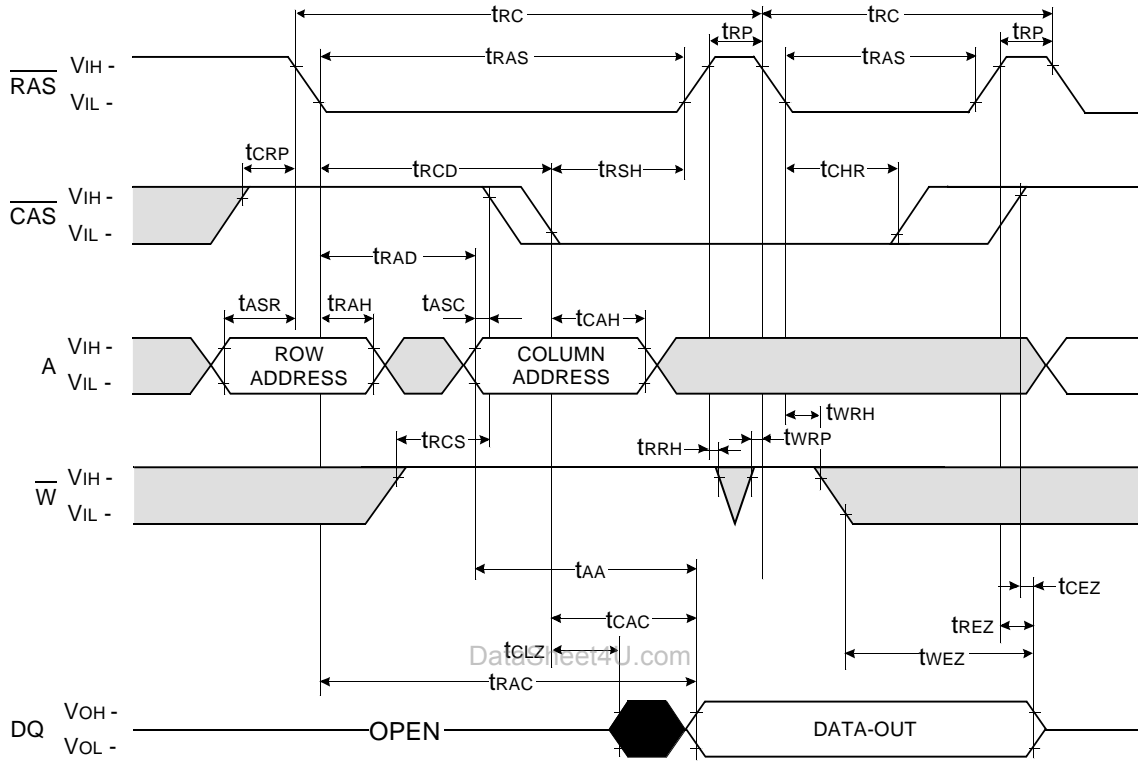 tRC tRC
tRP tRP
tRAS tRAS
RAS VIH -
VIL -
tCRP tRCD tRSH tCHR
CAS VIH -
VIL -
tRAD
tASR tRAH tASC tCAH
A VIH -
VIL -
ROW
ADDRESS
COLUMN
ADDRESS
tWRH
tRCS tRRH tWRP
W VIH -
VIL -
tAA tCEZ
tCAC tREZ
tCLZ tWEZ
DataSheet4U.com
tRAC
DQ VOH -
VOL -
OPEN DATA-OUT